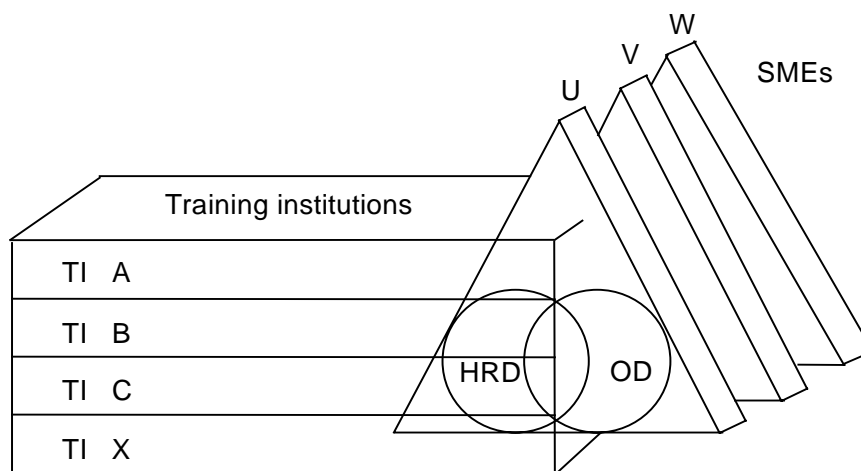 W
V
SMEs
U
Training institutions
TI A
TI B
HRD OD
TI C
TI X